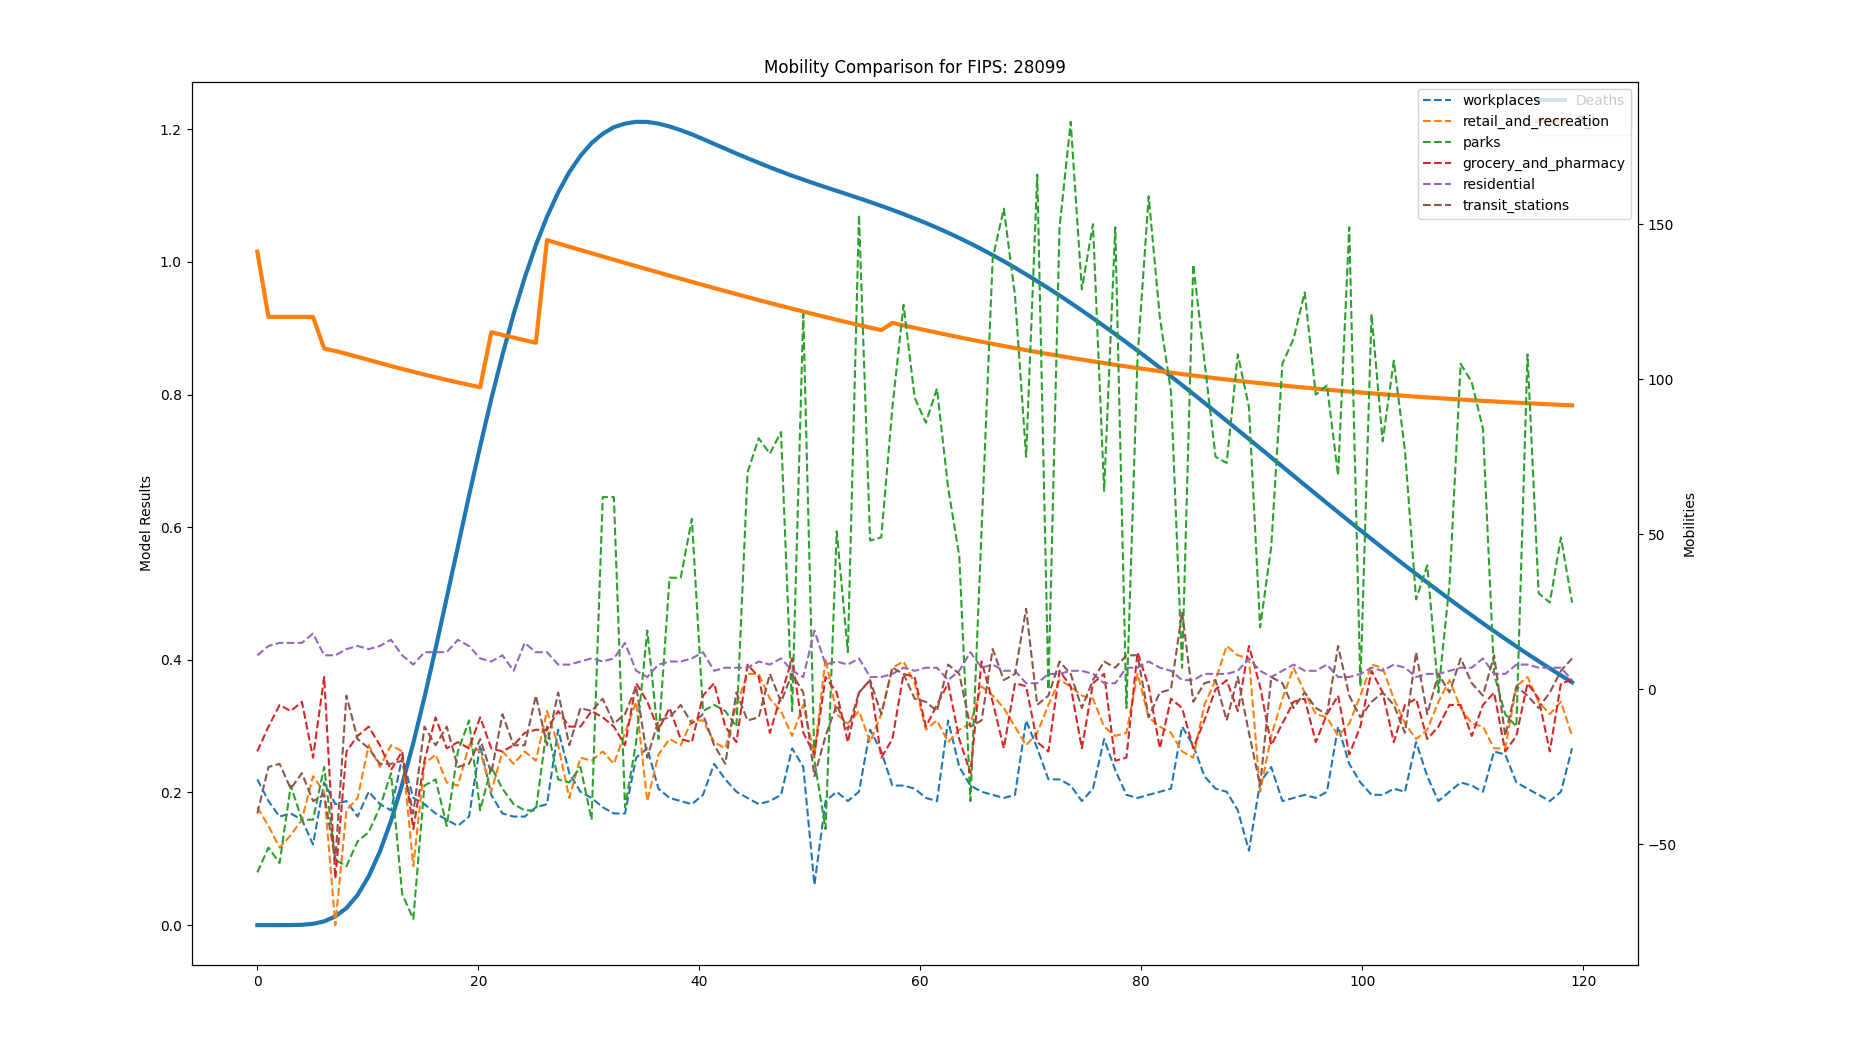 Mobility Comparison for FIPS: 28099
Model Results
1.2
1.0
0.8
0.6
0.4
0.2
0.0
0
20
40
60
80
100
120
150
100
50
0
−50
Mobilities
Deaths
workplaces
retail_and_recreation
parks
grocery_and_pharmacy
residential
transit_stations